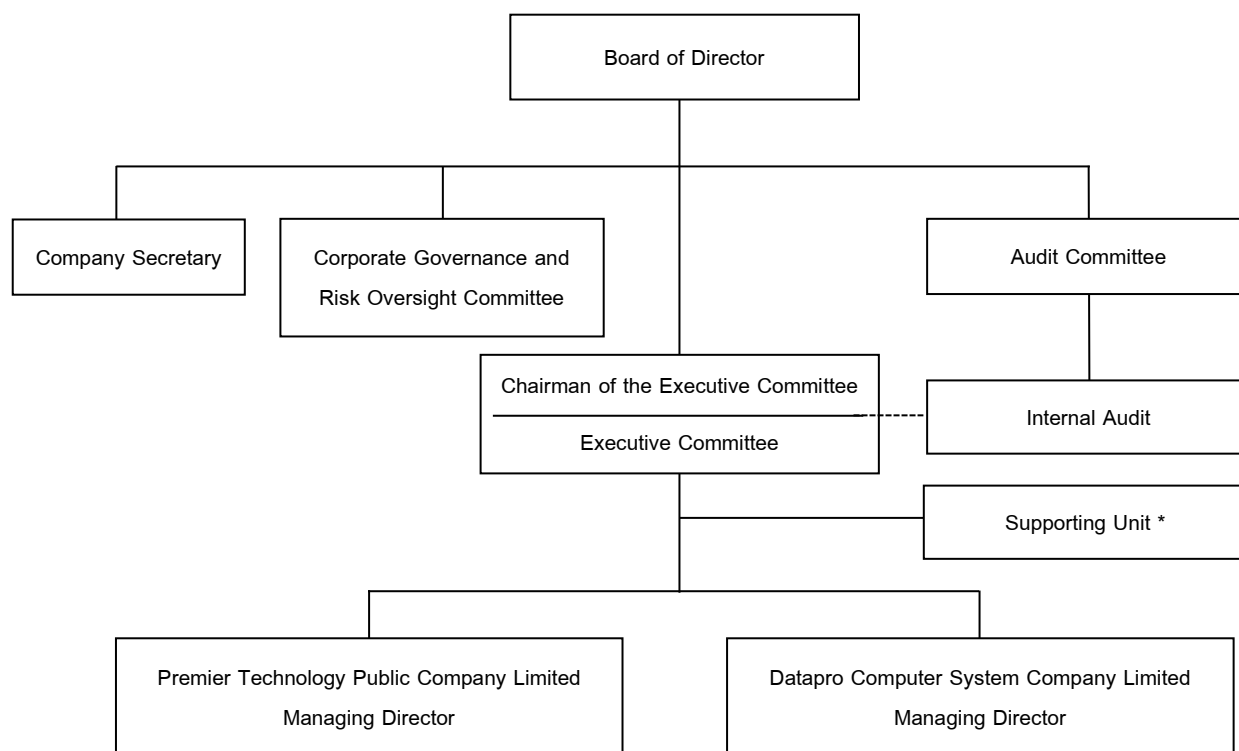 Board of Director
Company Secretary
Corporate Governance and
Risk Oversight Committee
Audit Committee
Chairman of the Executive Committee
Executive Committee
Internal Audit
Supporting Unit *
Premier Technology Public Company Limited
Managing Director
Datapro Computer System Company Limited
Managing Director